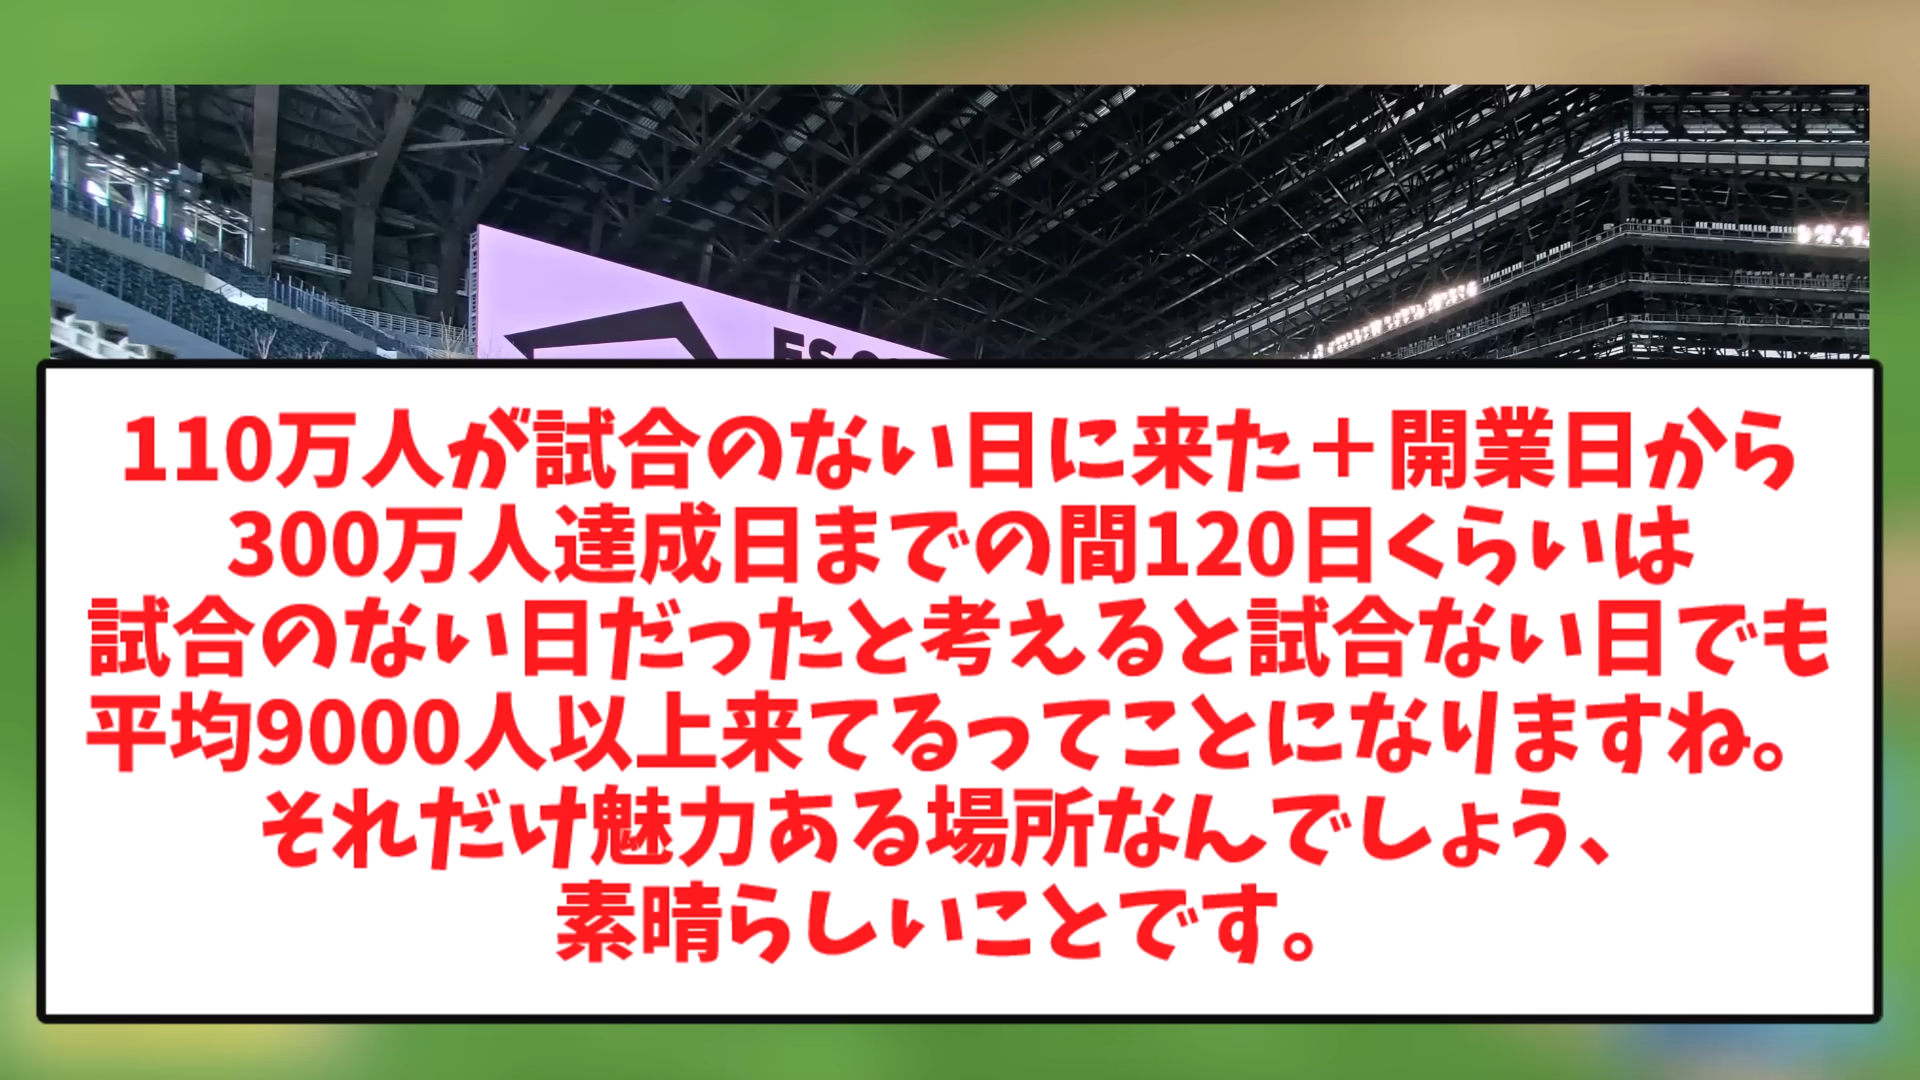 ES CO
110万人が試合のない日に来た＋開業日から
300万人達成日までの間120日くらいは
試合のない日だったと考えると試合ない日でも
平均9000人以上来てるってことになりますね。
それだけ魅力ある場所なんでしょう、
素晴らしいことです。